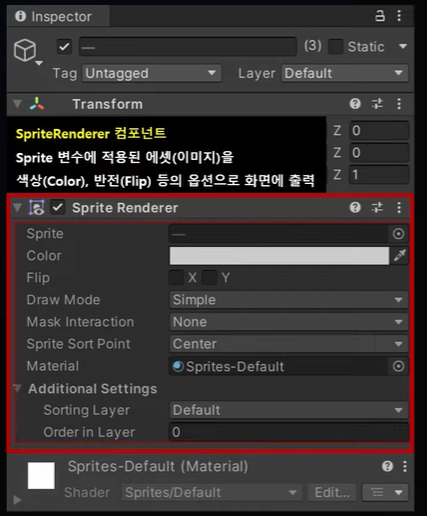 Inspector
— (3) Static
Tag Untagged Layer Default
Transform
SpriteRenderer 컴포넌트
Sprite 변수에 적용된 에셋(이미지)을
색상(Color), 반전(Flip) 등의 옵션으로 화면에 출력
Z 0
Z 0
Z 1
Sprite Renderer
Sprite —
Color
Flip X Y
Draw Mode Simple
Mask Interaction None
Sprite Sort Point Center
Material Sprites-Default
Additional Settings
Sorting Layer Default
Order in Layer 0
Sprites-Default (Material)
Shader Sprites/Default Edit...